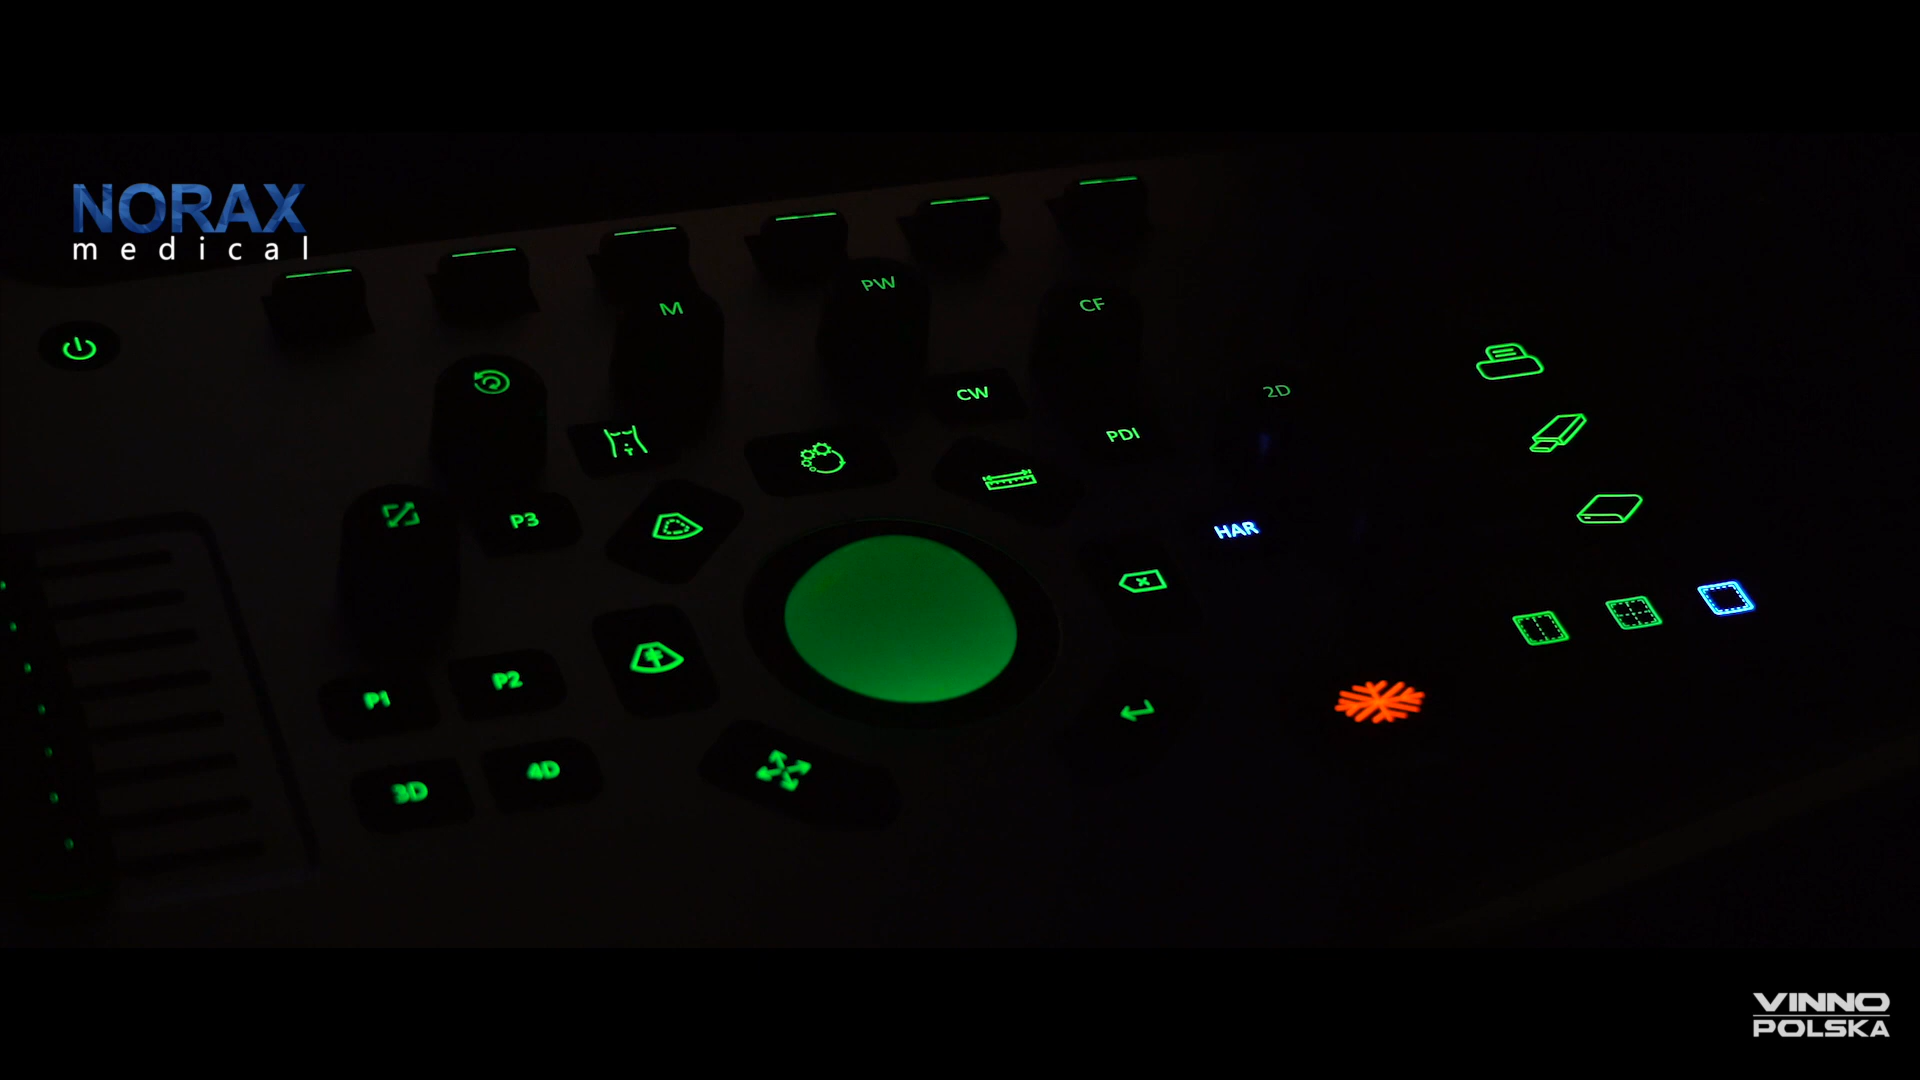 NORAX
medical
M
PW
CF
CW
2D
PDI
P3
HAR
P1
P2
3D
4D
VINNO
POLSKA